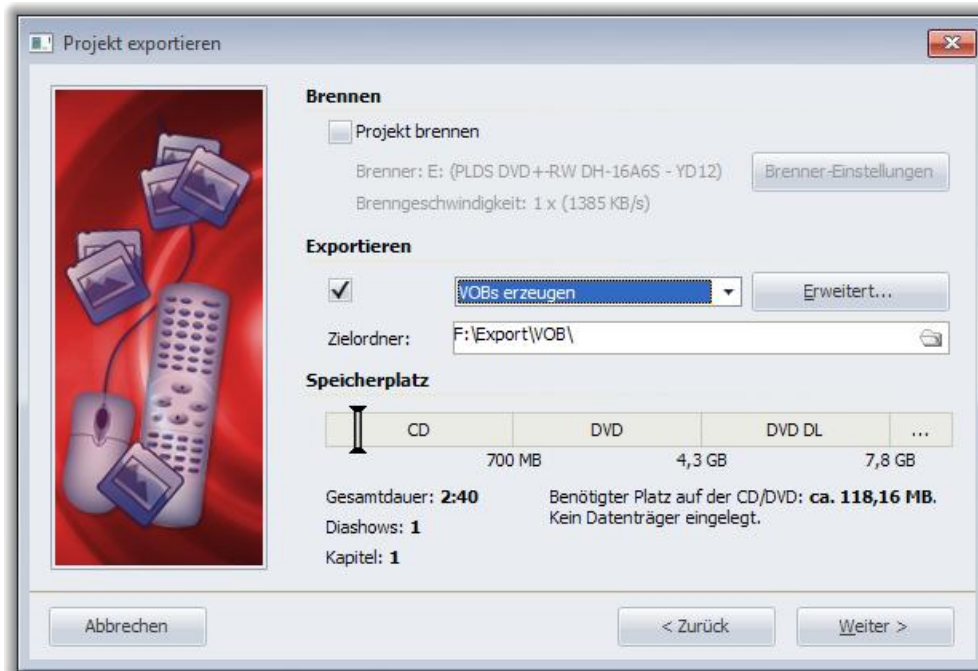 Projekt exportieren
Brennen
Projekt brennen
Brenner: E: (PLDS DVD+-RW DH-16A6S - YD12)
Brenner-Einstellungen
Brenngeschwindigkeit: 1 x (1385 KB/s)
Exportieren
VOBs erzeugen
Erweitert...
Zielordner:
F:\Export\VOB\
Speicherplatz
CD
DVD
DVD DL
...
700 MB
4,3 GB
7,8 GB
Gesamtdauer: 2:40
Benötigter Platz auf der CD/DVD: ca. 118,16 MB.
Kein Datenträger eingelegt.
Diashows: 1
Kapitel: 1
Abbrechen
< Zurück
Weiter >